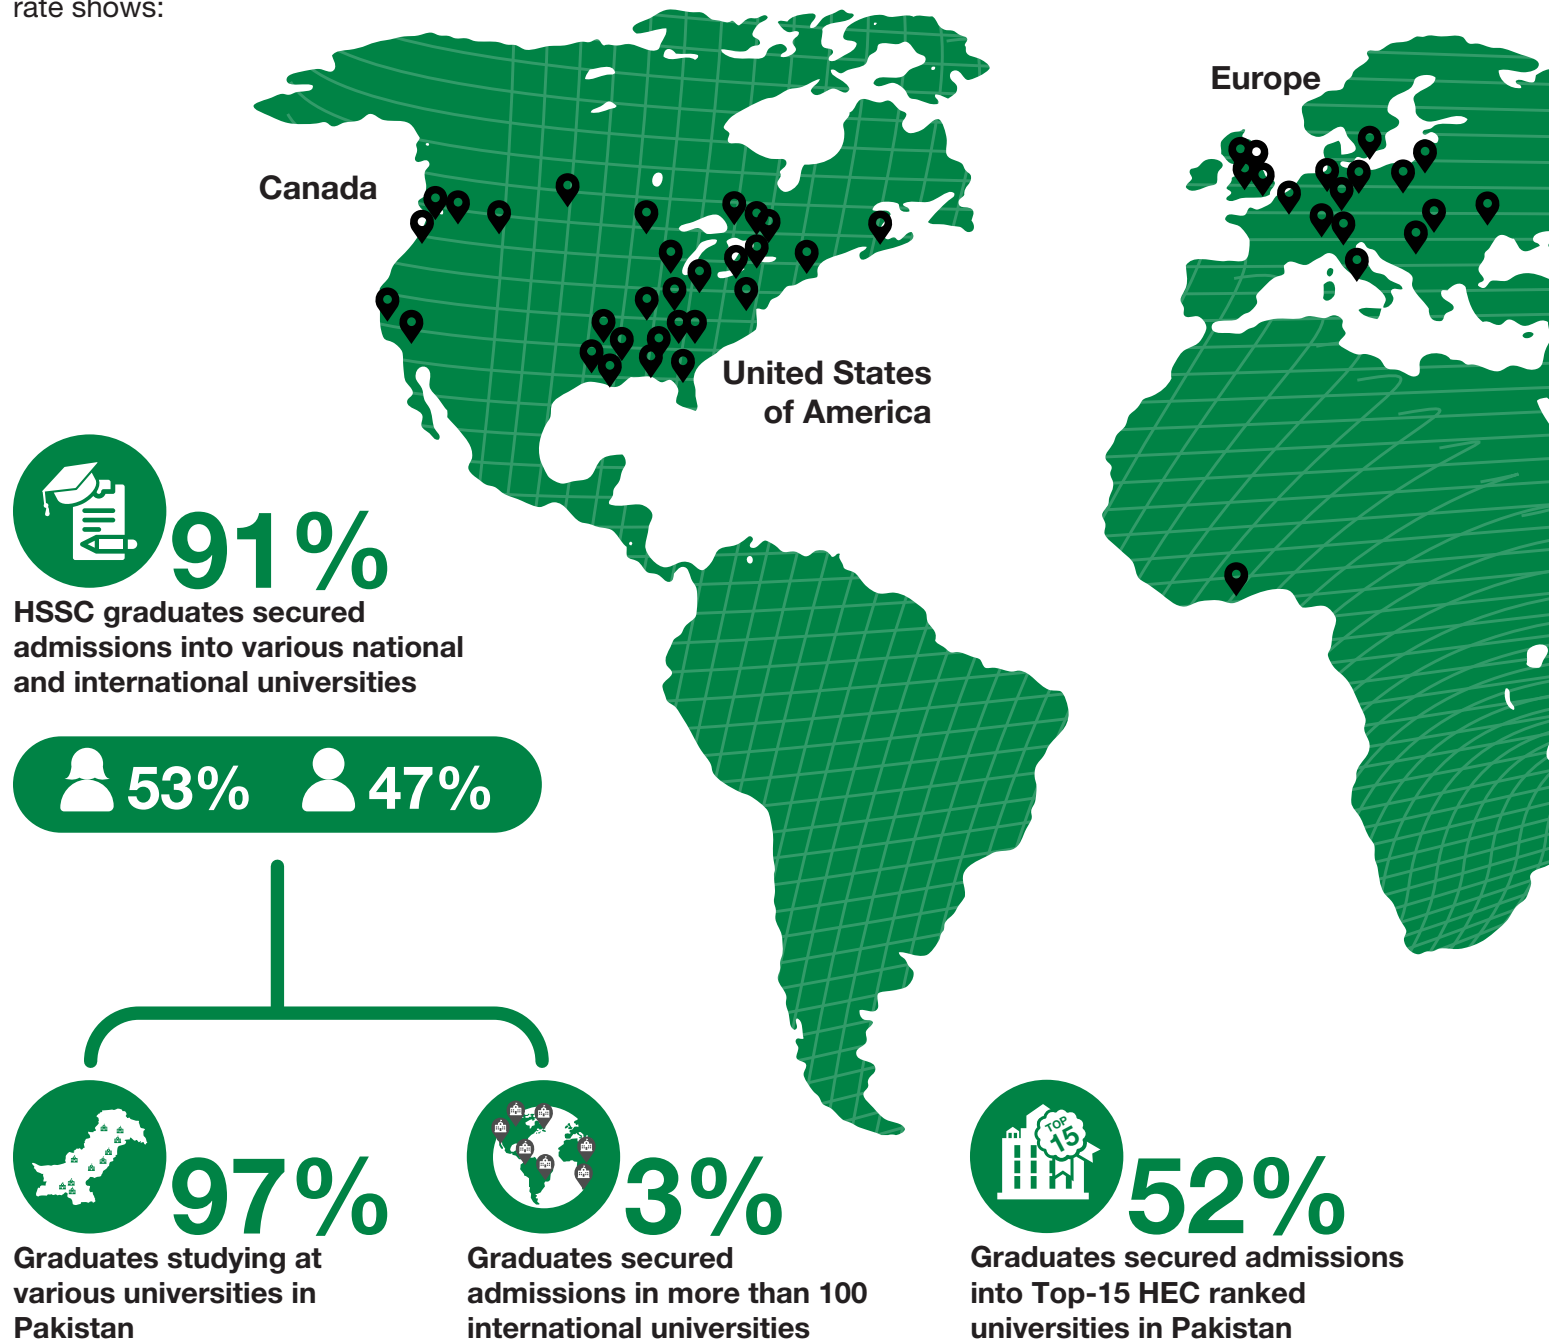 rate shows:
Europe
Canada
United States
of America
91%
HSSC graduates secured
admissions into various national
and international universities
53% 47%
97%
Graduates studying at
various universities in
Pakistan
3%
Graduates secured
admissions in more than 100
international universities
TOP
15
52%
Graduates secured admissions
into Top-15 HEC ranked
universities in Pakistan